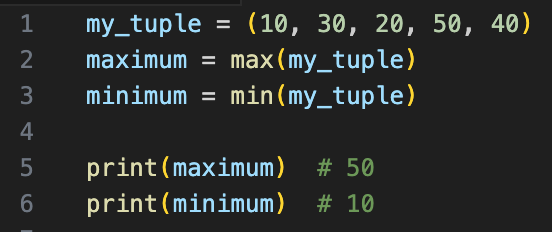 1 my_tuple = (10, 30, 20, 50, 40)
2 maximum = max(my_tuple)
3 minimum = min(my_tuple)
4
5 print(maximum)  # 50
6 print(minimum)  # 10